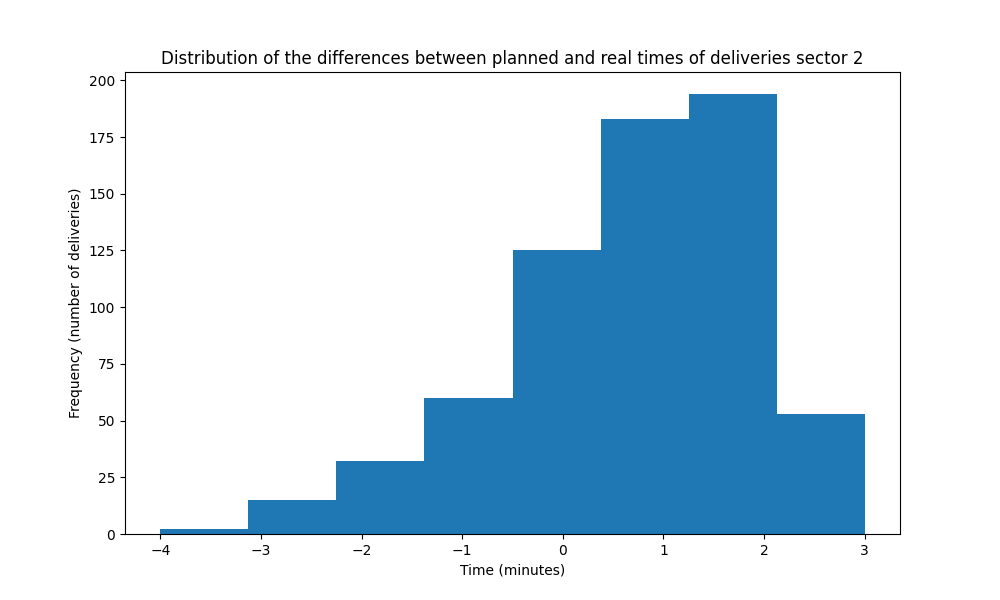 Distribution of the differences between planned and real times of deliveries sector 2
200
175
150
125
100
75
50
25
0
Frequency (number of deliveries)
−4 −3 −2 −1 0 1 2 3
Time (minutes)